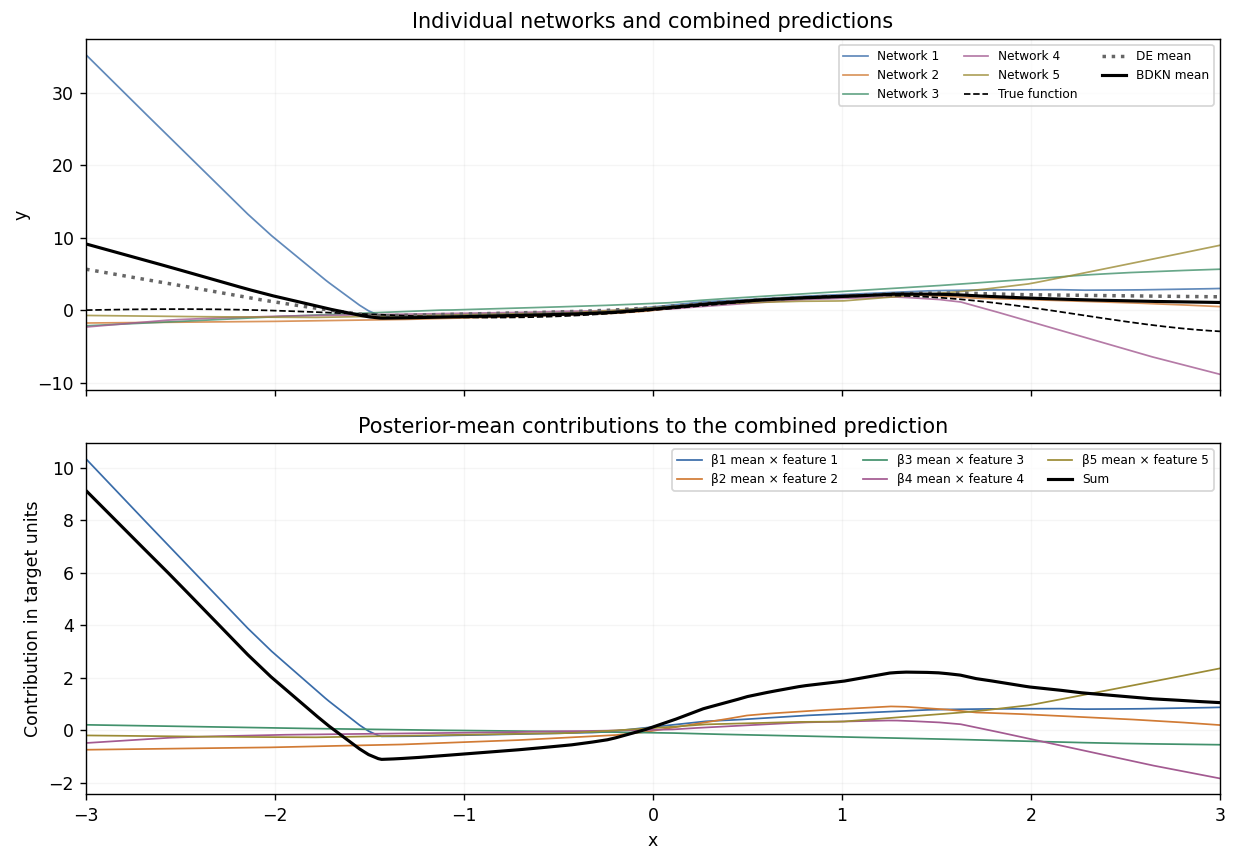 Individual networks and combined predictions
Network 1
Network 2
Network 3
Network 4
Network 5
True function
DE mean
BDKN mean
30
20
10
0
−10
y
Posterior-mean contributions to the combined prediction
β1 mean × feature 1
β2 mean × feature 2
β3 mean × feature 3
β4 mean × feature 4
β5 mean × feature 5
Sum
10
8
6
4
2
0
−2
Contribution in target units
−3
−2
−1
0
1
2
3
x